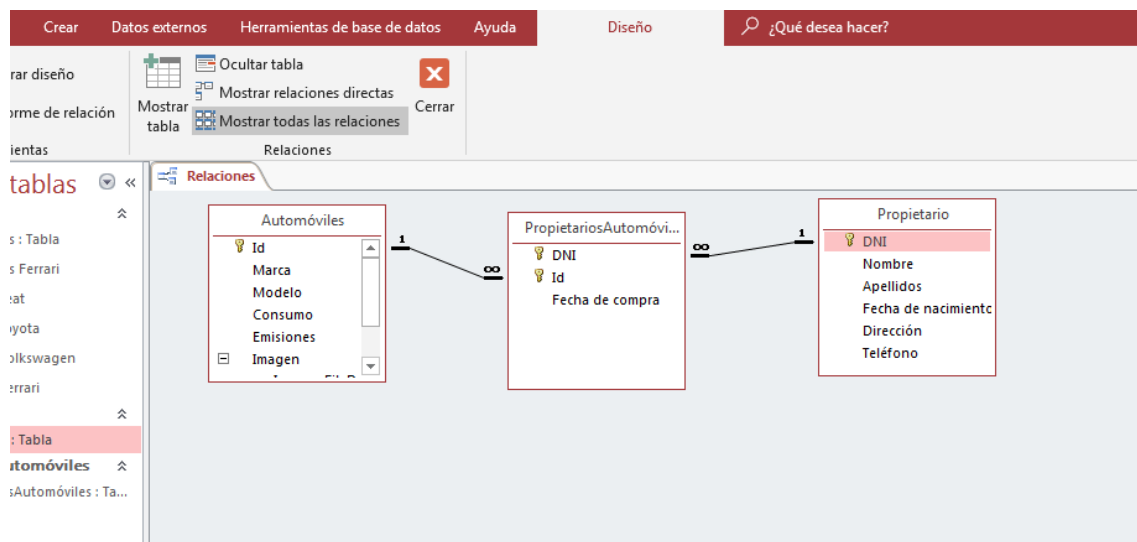 Crear Datos externos Herramientas de base de datos Ayuda Diseño ¿Qué desea hacer?
rar diseño
orme de relación
ientas
Mostrar tabla
Ocultar tabla
Mostrar relaciones directas
Mostrar todas las relaciones
Cerrar
Relaciones
tablas
s : Tabla
s Ferrari
eat
oyota
olkswagen
errari
: Tabla
utomóviles
sAutomóviles : Ta...
Relaciones
Automóviles
Id
Marca
Modelo
Consumo
Emisiones
Imagen
1
∞
PropietariosAutomóvi...
DNI
Id
Fecha de compra
∞
1
Propietario
DNI
Nombre
Apellidos
Fecha de nacimiento
Dirección
Teléfono